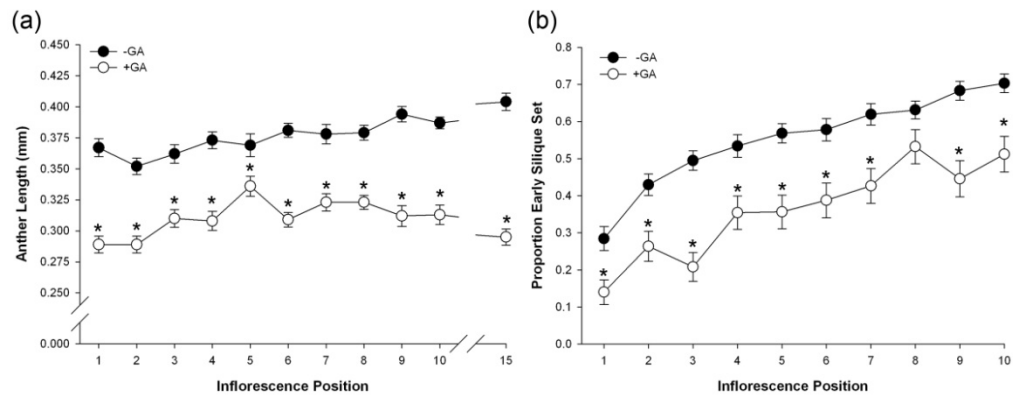 (a)
-GA
+GA
Anther Length (mm)
0.450
0.425
0.400
0.375
0.350
0.325
0.300
0.275
0.250
0.000
* * * * * * * * * * *
1 2 3 4 5 6 7 8 9 10 15
Inflorescence Position
(b)
-GA
+GA
Proportion Early Silique Set
0.8
0.7
0.6
0.5
0.4
0.3
0.2
0.1
0.0
* * * * * * * * *
1 2 3 4 5 6 7 8 9 10
Inflorescence Position